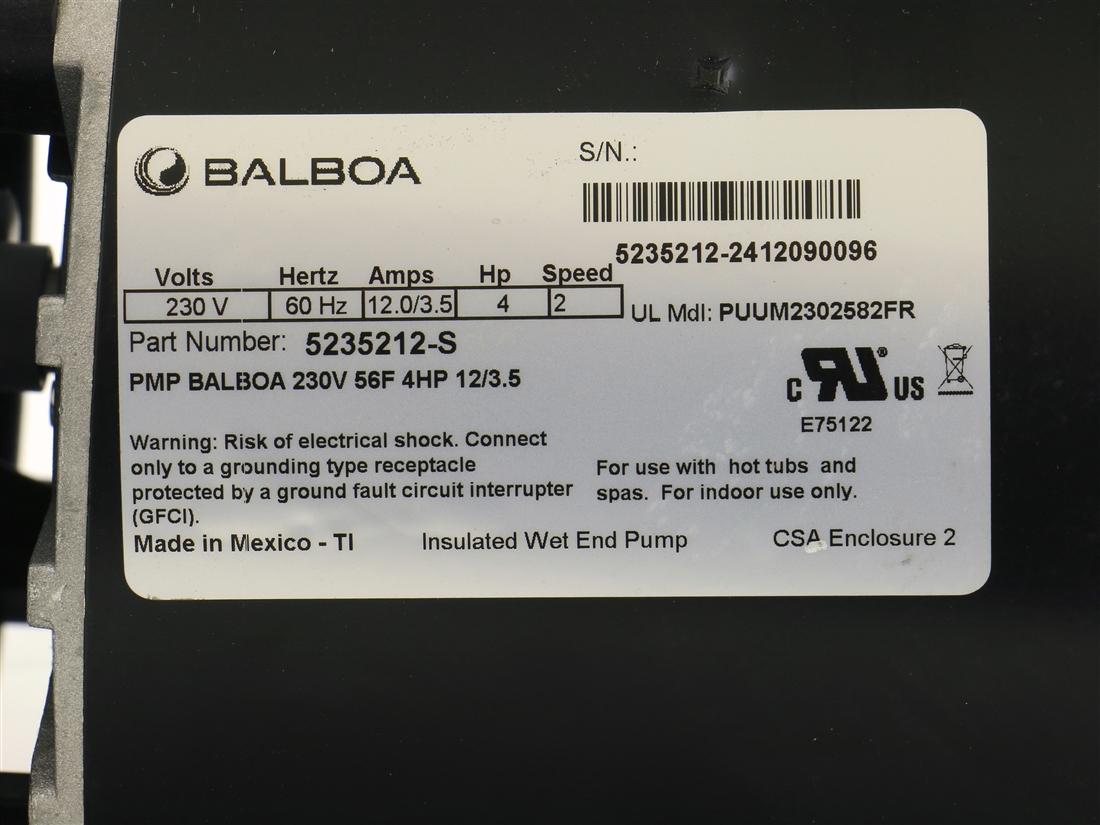 BALBOA
S/N.:
5235212-2412090096
Volts Hertz Amps Hp Speed
230 V 60 Hz 12.0/3.5 4 2
UL Mdl: PUUM2302582FR
Part Number: 5235212-S
PMP BALBOA 230V 56F 4HP 12/3.5
C RU® US
E75122
Warning: Risk of electrical shock. Connect
only to a grounding type receptacle
protected by a ground fault circuit interrupter
(GFCI).
For use with hot tubs and
spas. For indoor use only.
Made in Mexico - TI Insulated Wet End Pump CSA Enclosure 2